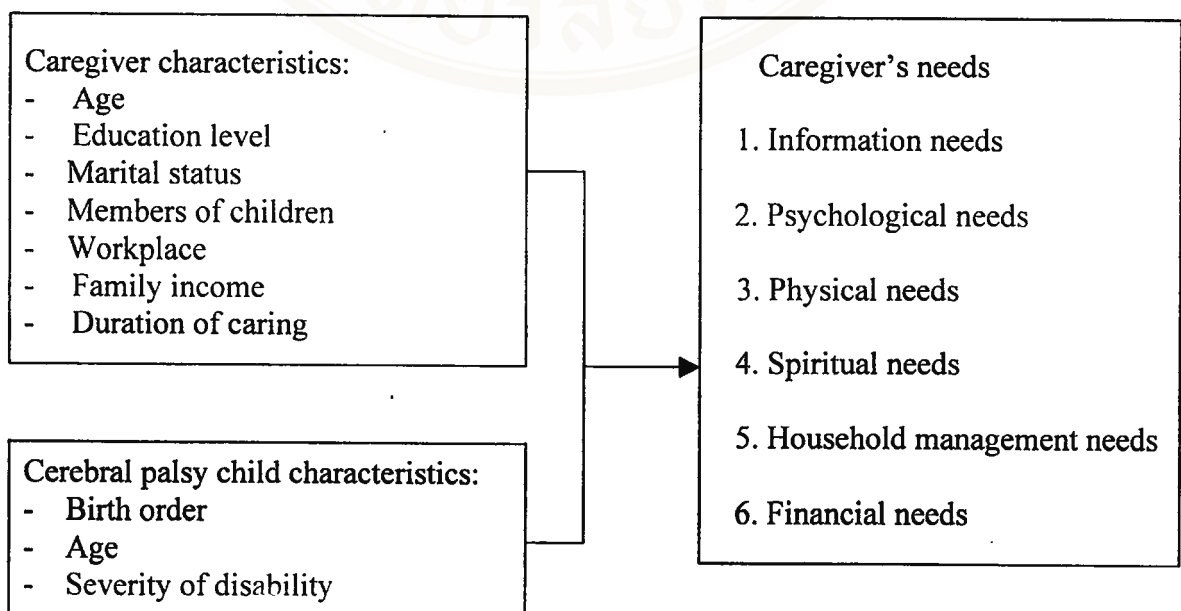 Caregiver characteristics:
- Age
- Education level
- Marital status
- Members of children
- Workplace
- Family income
- Duration of caring
Cerebral palsy child characteristics:
- Birth order
- Age
- Severity of disability
Caregiver's needs
1. Information needs
2. Psychological needs
3. Physical needs
4. Spiritual needs
5. Household management needs
6. Financial needs